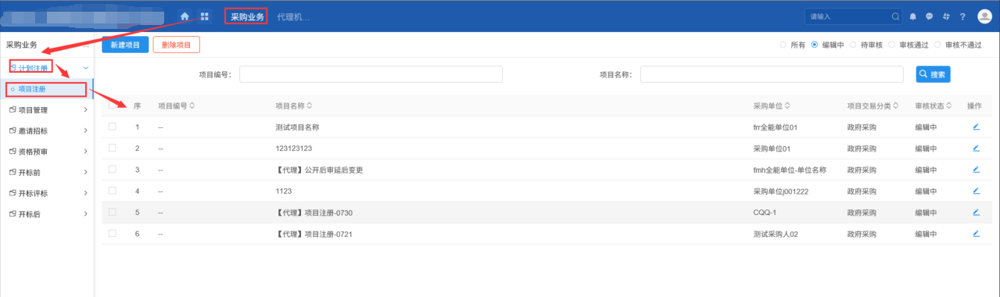 采购业务 代理机...
请输入
?
采购业务
计划注册
项目注册
项目管理
邀请招标
资格预审
开标前
开标评标
开标后
新建项目 删除项目 所有 编辑中 待审核 审核通过 审核不通过
项目编号： 项目名称： 搜索
序 项目编号 项目名称 采购单位 项目交易分类 审核状态 操作
1 -- 测试项目名称 frr全能单位01 政府采购 编辑中
2 -- 123123123 采购单位01 政府采购 编辑中
3 -- 【代理】公开后审延后变更 fmh全能单位-单位名称 政府采购 编辑中
4 -- 1123 采购单位j001222 政府采购 编辑中
5 -- 【代理】项目注册-0730 CQQ-1 政府采购 编辑中
6 -- 【代理】项目注册-0721 测试采购人02 政府采购 编辑中